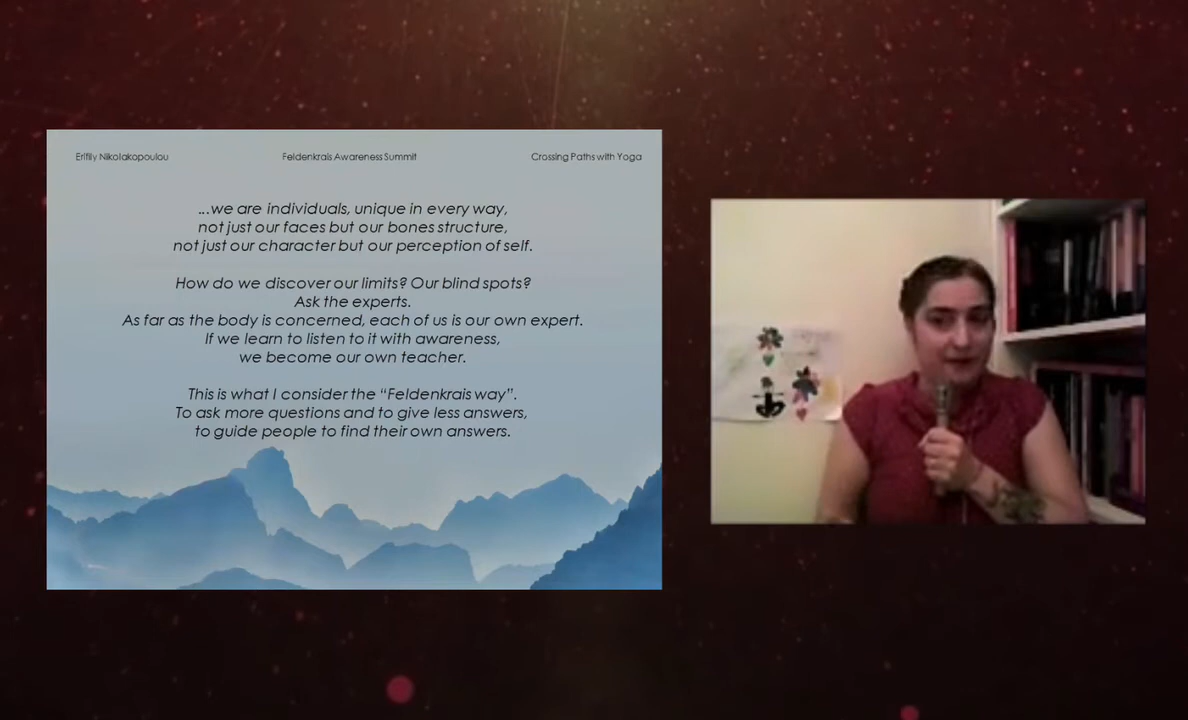 Erifily Nikolakopoulou
Feldenkrais Awareness Summit
Crossing Paths with Yoga
...we are individuals, unique in every way,
not just our faces but our bones structure,
not just our character but our perception of self.
How do we discover our limits? Our blind spots?
Ask the experts.
As far as the body is concerned, each of us is our own expert.
If we learn to listen to it with awareness,
we become our own teacher.
This is what I consider the “Feldenkrais way”.
To ask more questions and to give less answers,
to guide people to find their own answers.